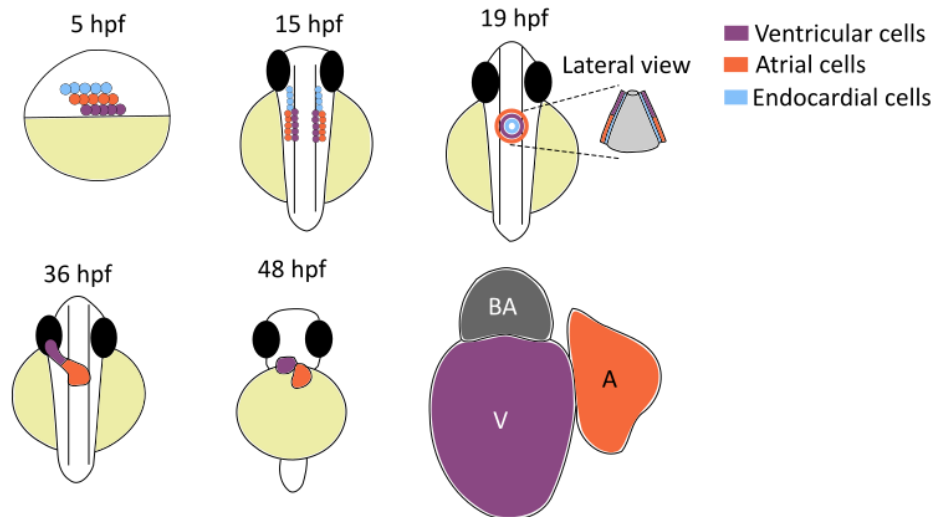 5 hpf
15 hpf
19 hpf
Lateral view
Ventricular cells
Atrial cells
Endocardial cells
36 hpf
48 hpf
BA
V
A